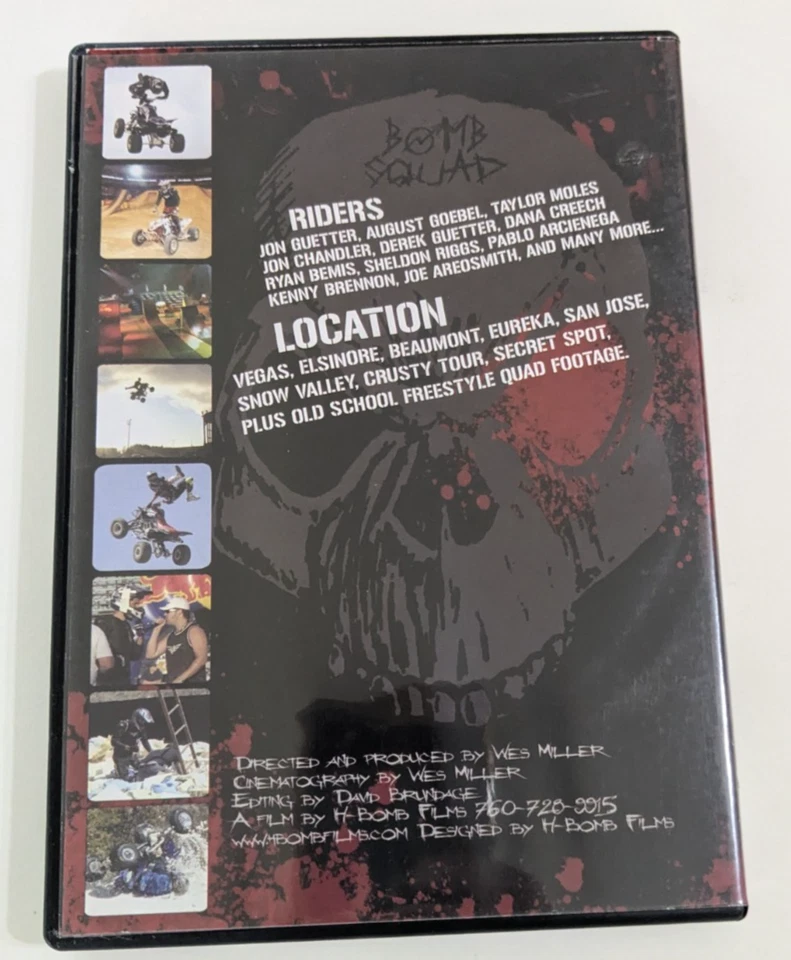 BOMB
SQUAD
RIDERS
JON GUETTER, AUGUST GOEBEL, TAYLOR MOLES
JON CHANDLER, DEREK GUETTER, DANA CREECH
RYAN BEMIS, SHELDON RIGGS, PABLO ARCIENEGA
KENNY BRENNON, JOE AREOSMITH, AND MANY MORE...
LOCATION
VEGAS, ELSINORE, BEAUMONT, EUREKA, SAN JOSE,
SNOW VALLEY, CRUSTY TOUR, SECRET SPOT,
PLUS OLD SCHOOL FREESTYLE QUAD FOOTAGE.
DIRECTED AND PRODUCED BY WES MILLER
CINEMATOGRAPHY BY WES MILLER
EDITING BY DAVID BRUNDAGE
A FILM BY H-BOMB FILMS 760-728-9915
WWW.HBOMBFILMS.COM DESIGNED BY H-BOMB FILMS